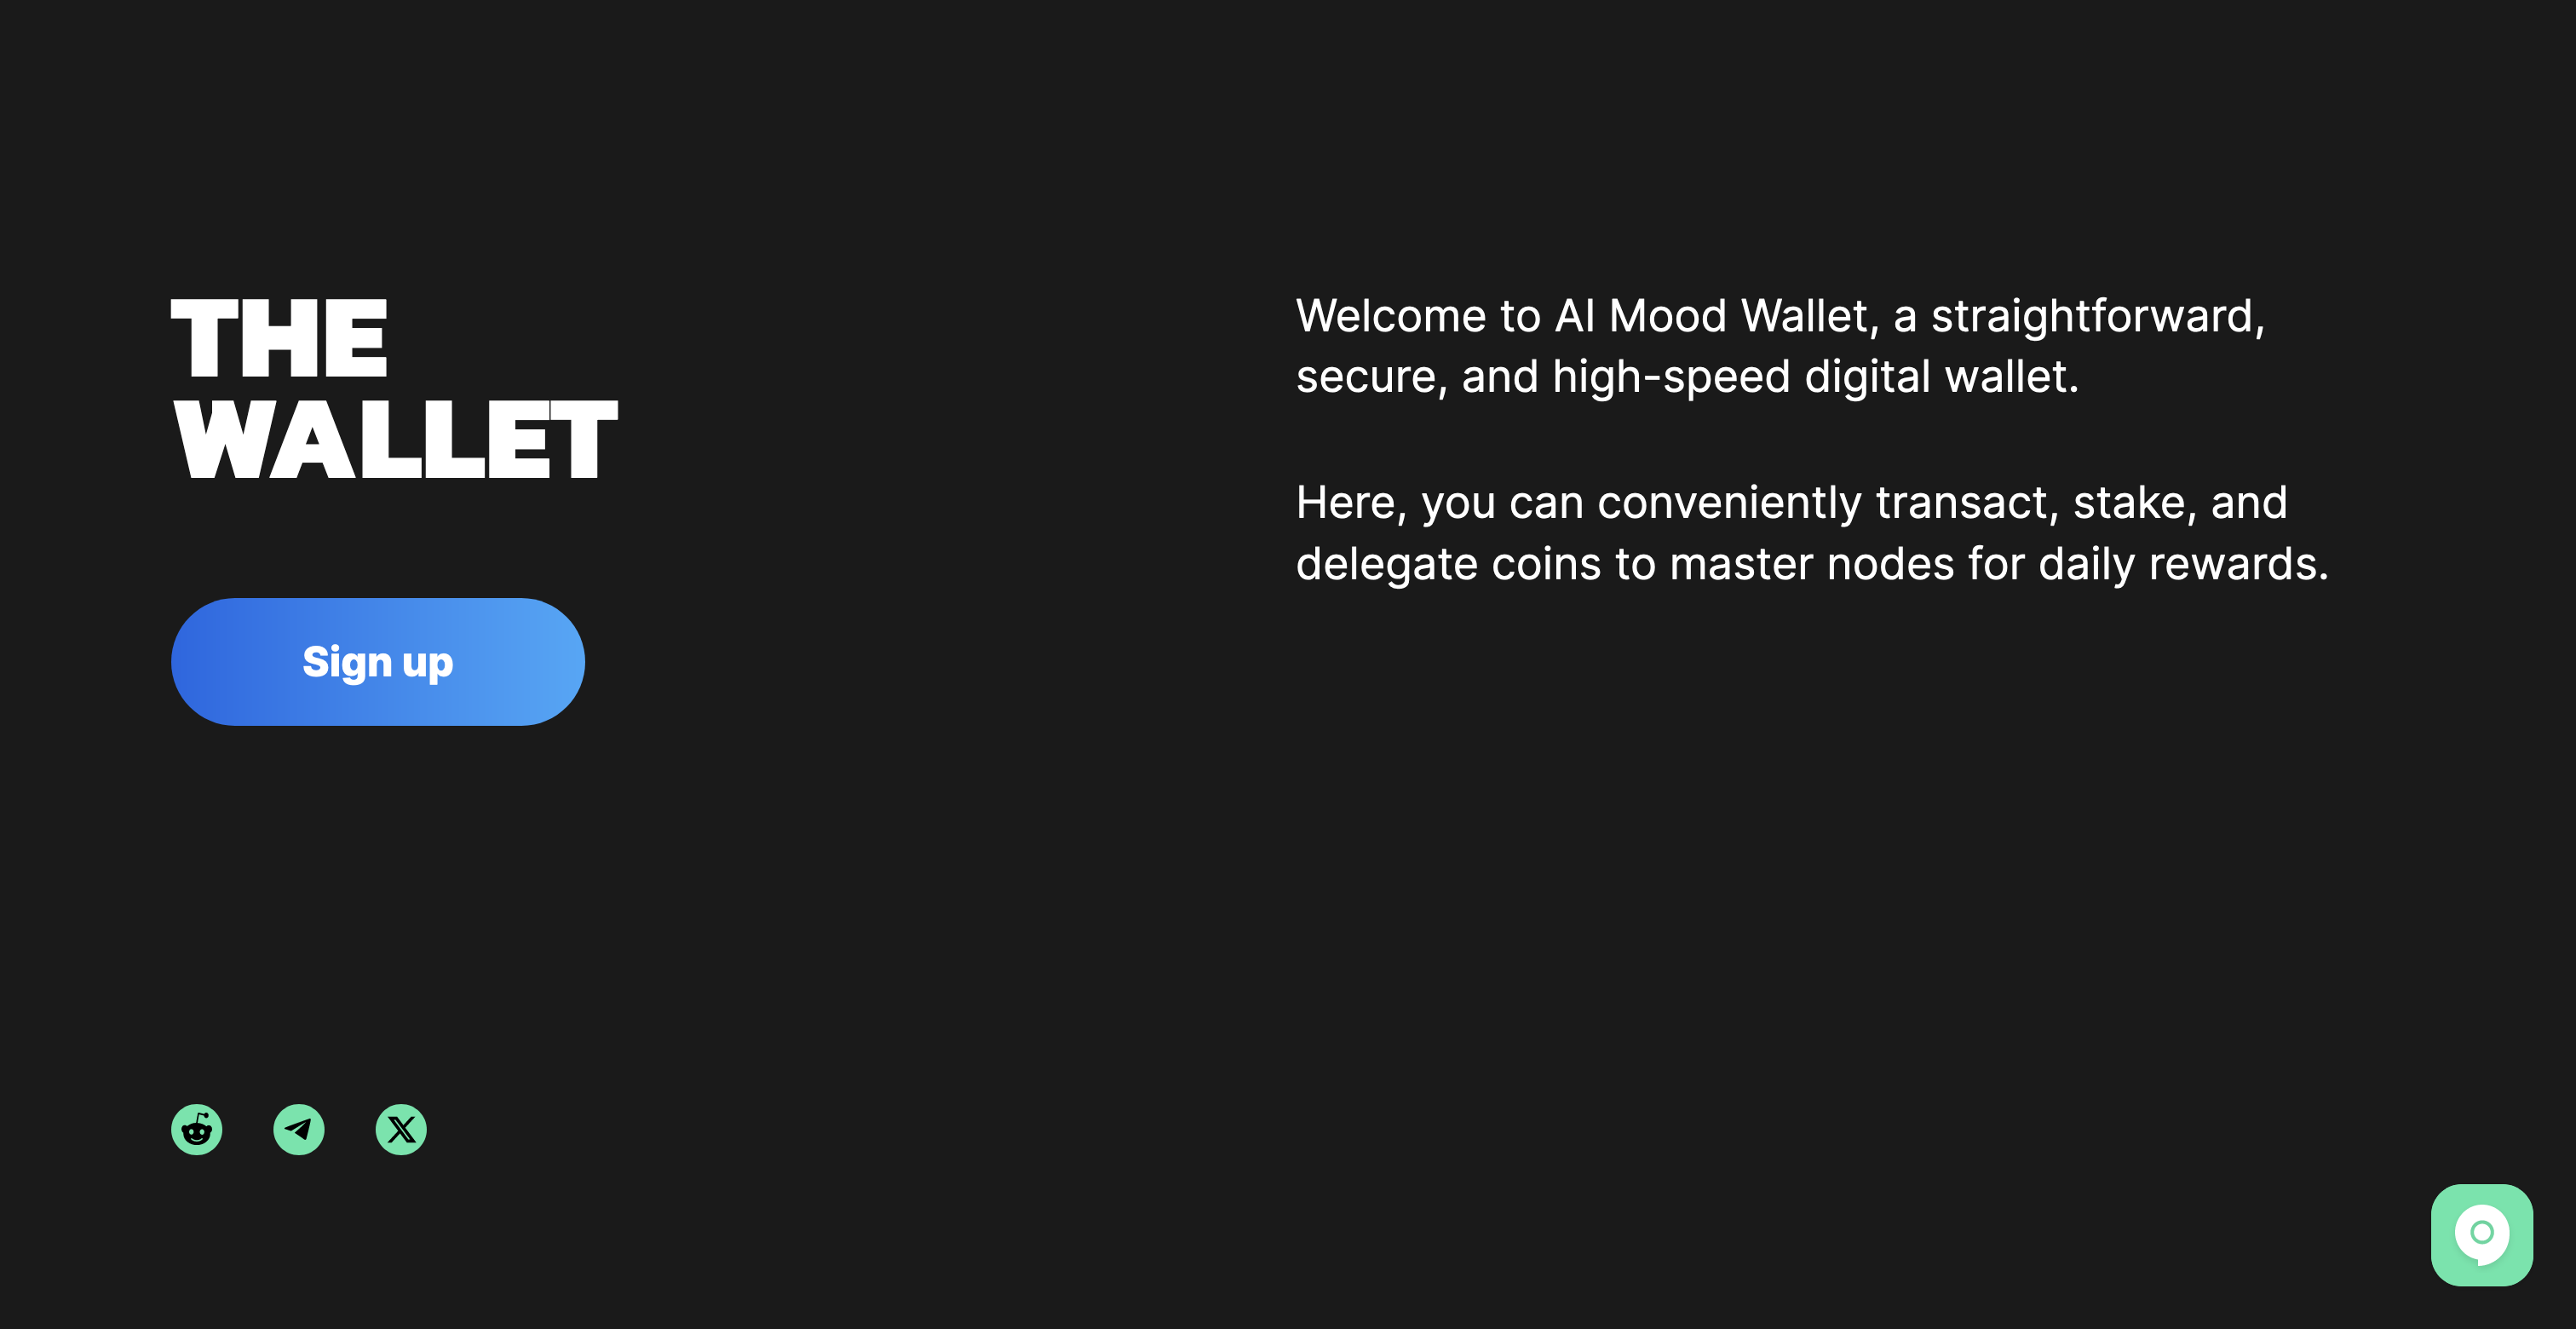 THE
WALLET
Sign up
Welcome to AI Mood Wallet, a straightforward,
secure, and high-speed digital wallet.
Here, you can conveniently transact, stake, and
delegate coins to master nodes for daily rewards.